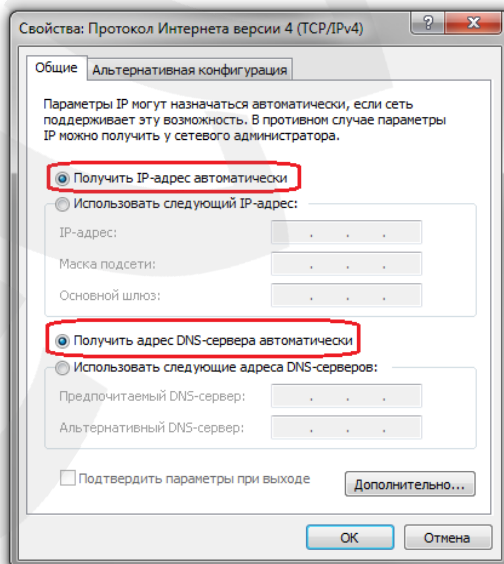 Свойства: Протокол Интернета версии 4 (TCP/IPv4)
Общие
Альтернативная конфигурация
Параметры IP могут назначаться автоматически, если сеть
поддерживает эту возможность. В противном случае параметры
IP можно получить у сетевого администратора.
Получить IP-адрес автоматически
Использовать следующий IP-адрес:
IP-адрес:
Маска подсети:
Основной шлюз:
Получить адрес DNS-сервера автоматически
Использовать следующие адреса DNS-серверов:
Предпочитаемый DNS-сервер:
Альтернативный DNS-сервер:
Подтвердить параметры при выходе
Дополнительно...
ОК
Отмена